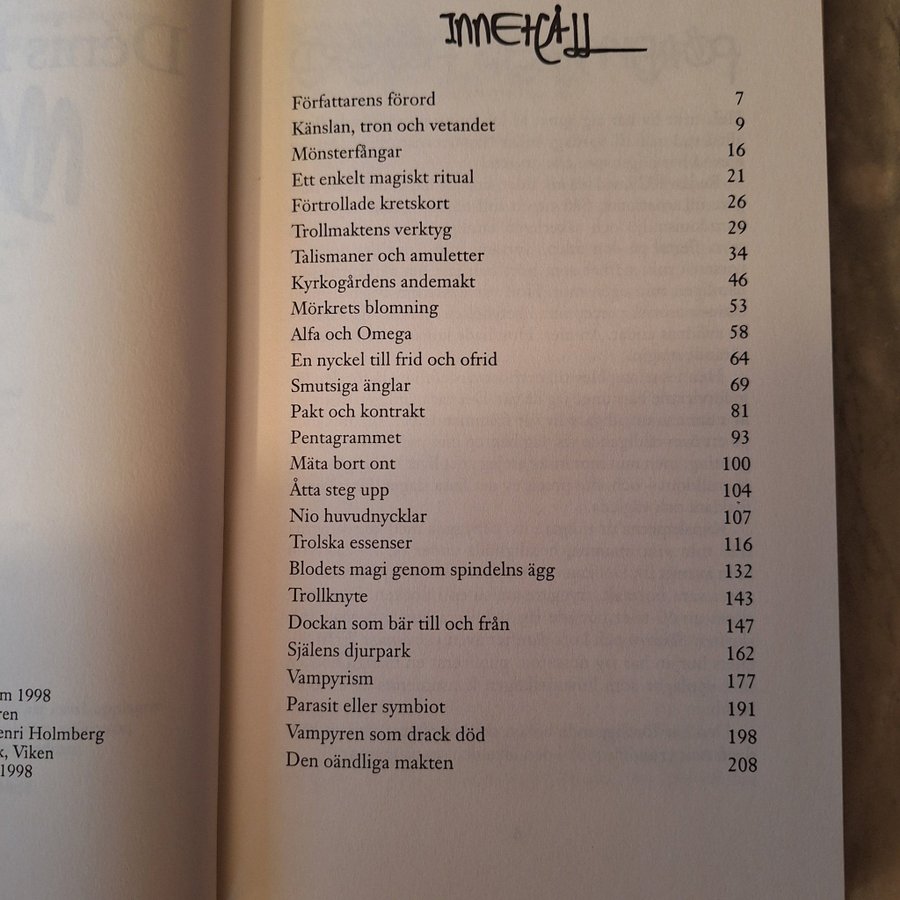 INNEHÅLL
Författarens förord 7
Känslan, tron och vetandet 9
Mönsterfångar 16
Ett enkelt magiskt ritual 21
Förtrollade kretskort 26
Trollmaktens verktyg 29
Talismaner och amuletter 34
Kyrkogårdens andemakt 46
Mörkrets blomning 53
Alfa och Omega 58
En nyckel till frid och ofrid 64
Smutsiga änglar 69
Pakt och kontrakt 81
Pentagrammet 93
Mäta bort ont 100
Åtta steg upp 104
Nio huvudnycklar 107
Trolska essenser 116
Blodets magi genom spindelns ägg 132
Trollknyte 143
Dockan som bär till och från 147
Själens djurpark 162
Vampyrism 177
Parasit eller symbiot 191
Vampyren som drack död 198
Den oändliga makten 208
m 1998
ren
enri Holmberg
k, Viken
1998